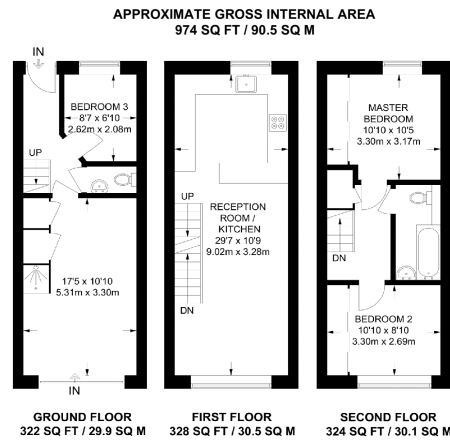 APPROXIMATE GROSS INTERNAL AREA
974 SQ FT / 90.5 SQ M
IN
BEDROOM 3
8'7 x 6'10
2.62m x 2.08m
UP
17'5 x 10'10
5.31m x 3.30m
IN
GROUND FLOOR
322 SQ FT / 29.9 SQ M
UP
RECEPTION
ROOM /
KITCHEN
29'7 x 10'9
9.02m x 3.28m
DN
FIRST FLOOR
328 SQ FT / 30.5 SQ M
MASTER
BEDROOM
10'10 x 10'5
3.30m x 3.17m
DN
BEDROOM 2
10'10 x 8'10
3.30m x 2.69m
SECOND FLOOR
324 SQ FT / 30.1 SQ M